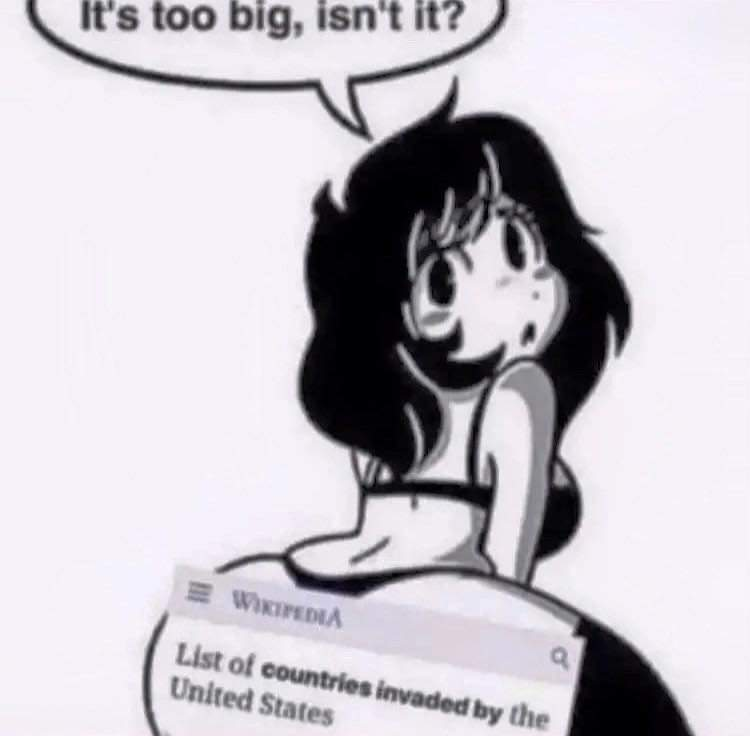 It's too big, isn't it?
WIKIPEDIA
List of countries invaded by the
United States